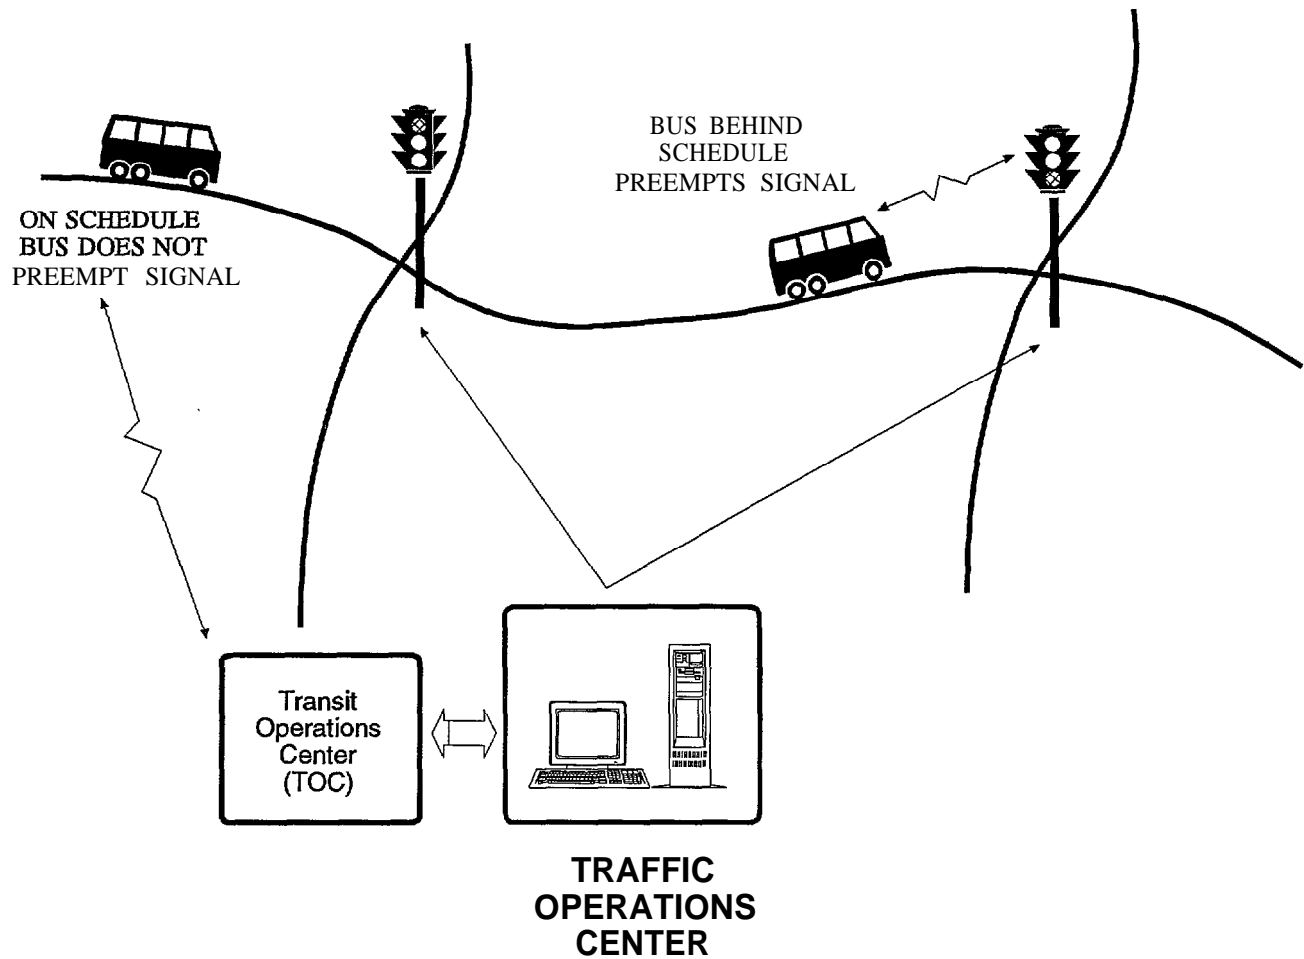 BUS BEHIND
SCHEDULE
PREEMPTS SIGNAL
ON SCHEDULE
BUS DOES NOT
PREEMPT SIGNAL
Transit
Operations
Center
(TOC)
TRAFFIC
OPERATIONS
CENTER